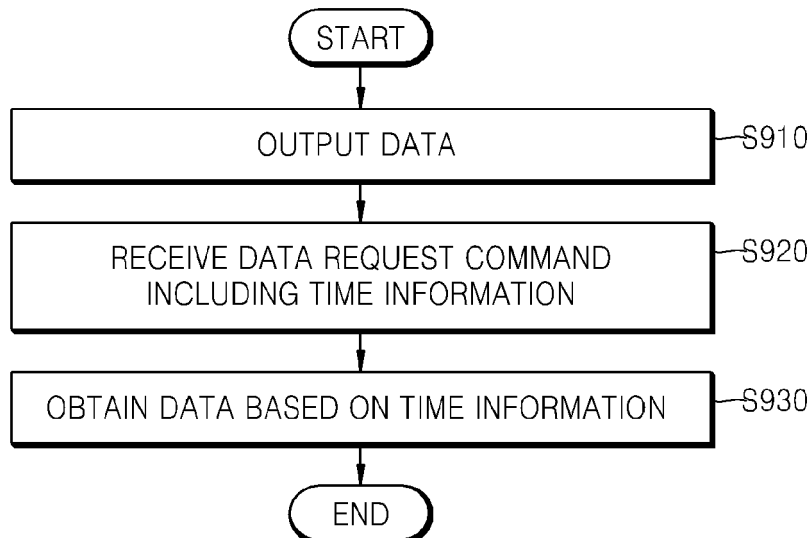 START
OUTPUT DATA
S910
RECEIVE DATA REQUEST COMMAND
INCLUDING TIME INFORMATION
S920
OBTAIN DATA BASED ON TIME INFORMATION
S930
END